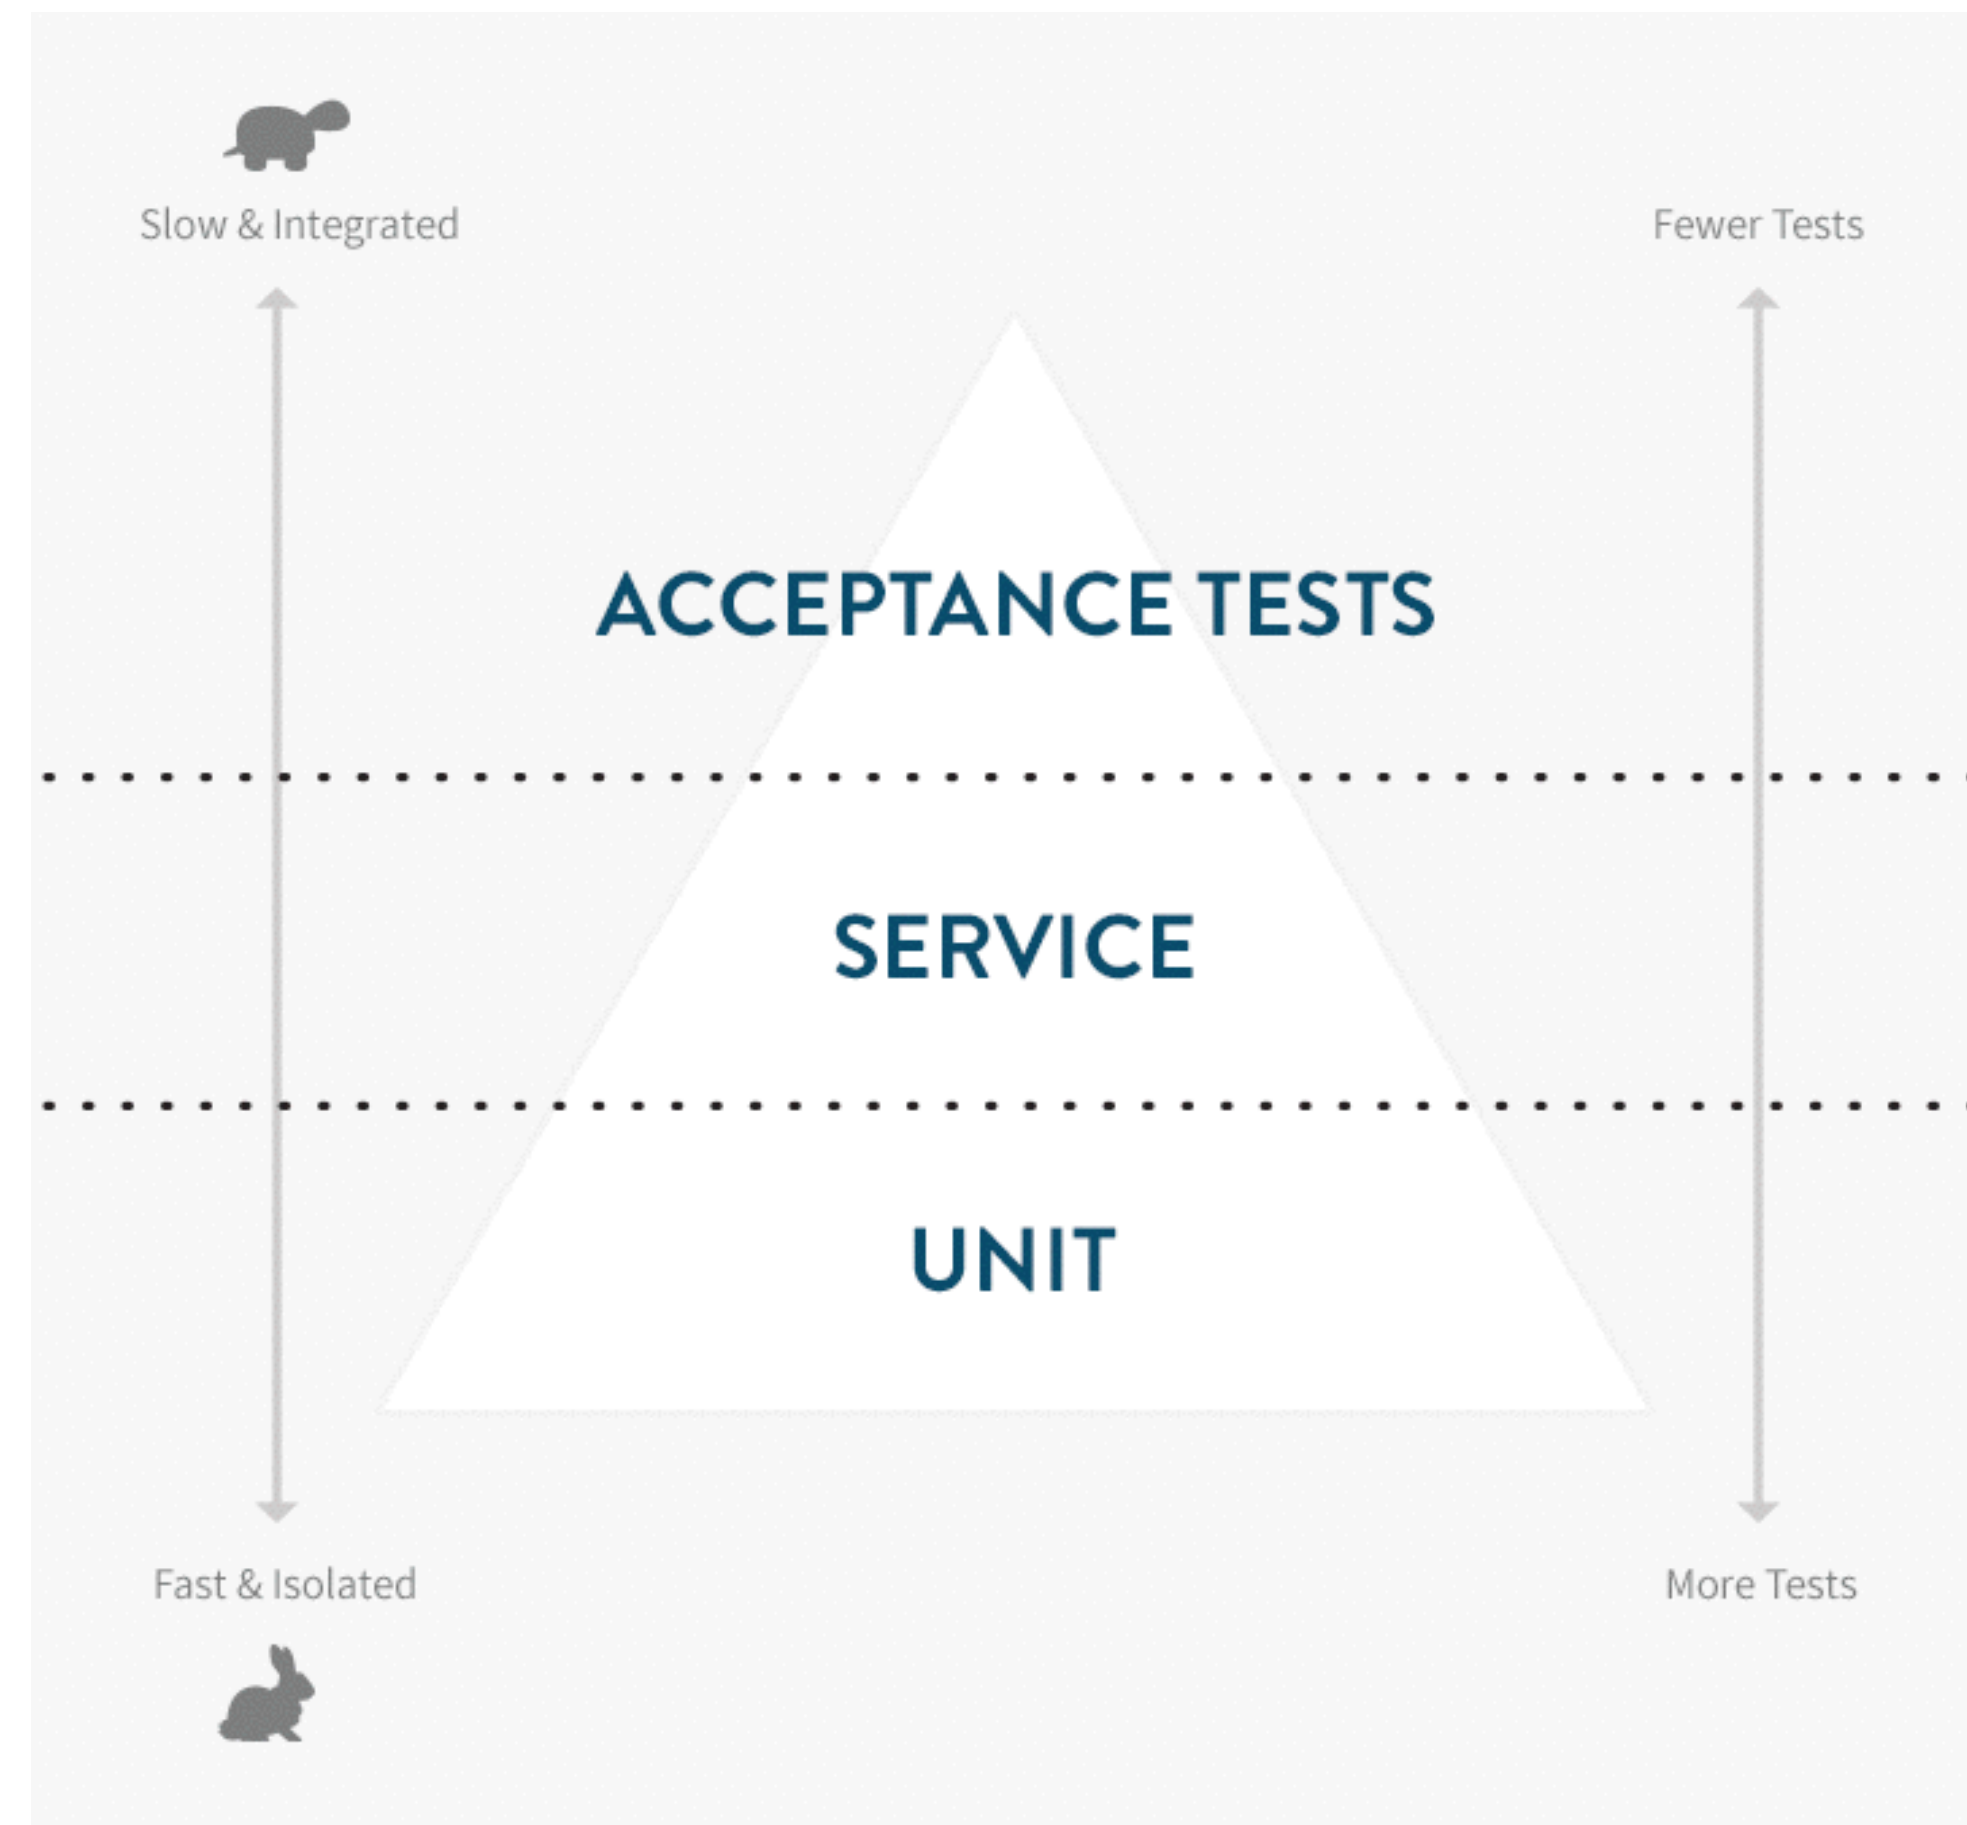 Slow & Integrated
Fewer Tests
ACCEPTANCE TESTS
SERVICE
UNIT
Fast & Isolated
More Tests